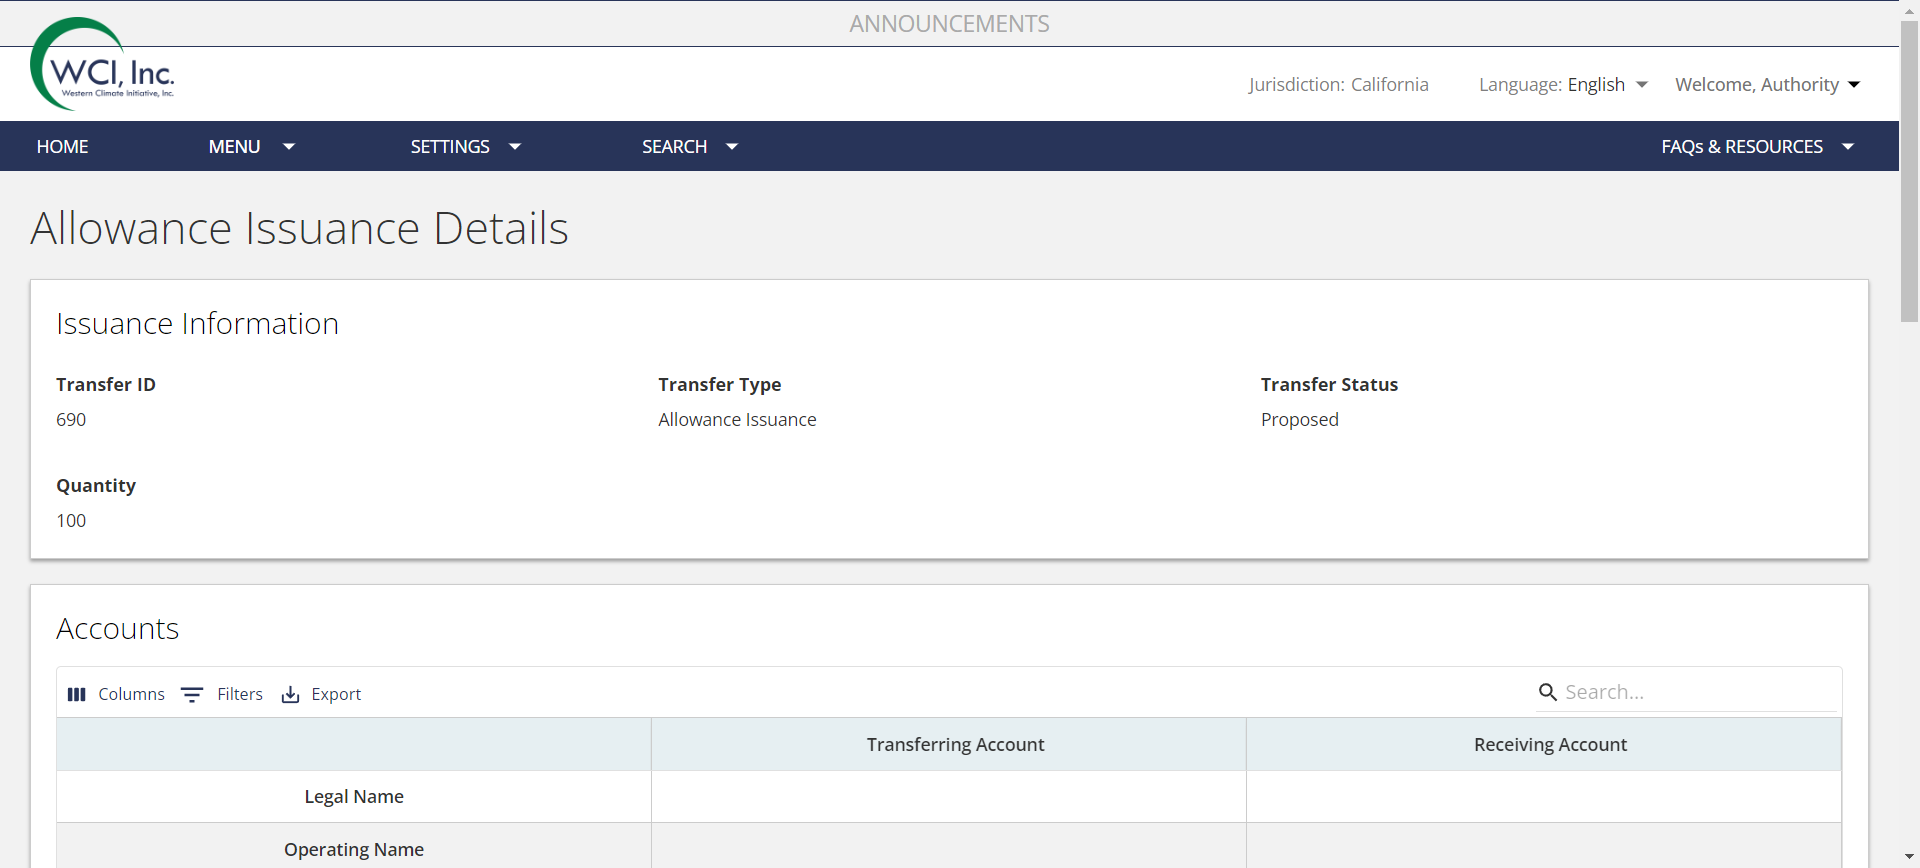 ANNOUNCEMENTS
WCI, Inc.
Western Climate Initiative, Inc.
Jurisdiction: California
Language: English
Welcome, Authority
HOME
MENU
SETTINGS
SEARCH
FAQs & RESOURCES
Allowance Issuance Details
Issuance Information
Transfer ID
Transfer Type
Transfer Status
690
Allowance Issuance
Proposed
Quantity
100
Accounts
Columns
Filters
Export
Search...
Transferring Account
Receiving Account
Legal Name
Operating Name